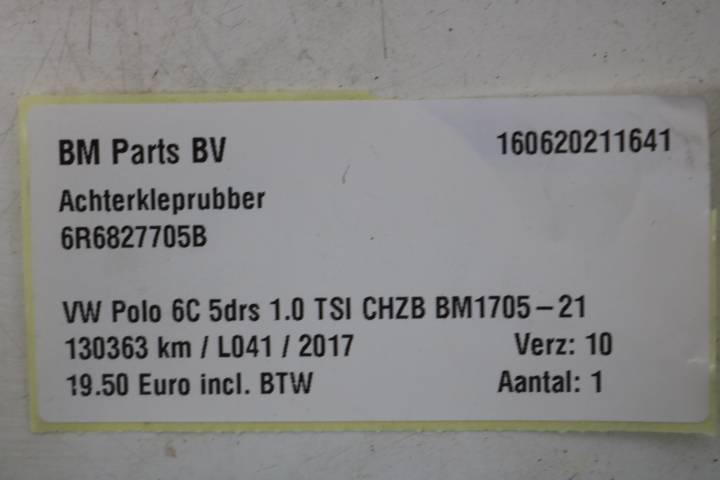 BM Parts BV 160620211641
Achterkleprubber
6R6827705B
VW Polo 6C 5drs 1.0 TSI CHZB BM1705-21
130363 km / L041 / 2017 Verz: 10
19.50 Euro incl. BTW Aantal: 1